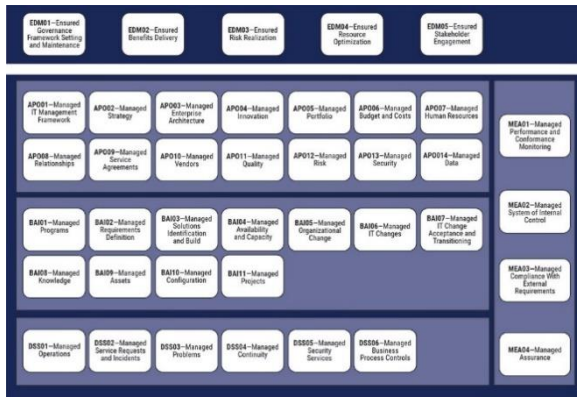 EDM01—Ensured
Governance
Framework Setting
and Maintenance
EDM02—Ensured
Benefits Delivery
EDM03—Ensured
Risk Realization
EDM04—Ensured
Resource
Optimization
EDM05—Ensured
Stakeholder
Engagement
APO01—Managed
IT Management
Framework
APO02—Managed
Strategy
APO03—Managed
Enterprise
Architecture
APO04—Managed
Innovation
APO05—Managed
Portfolio
APO06—Managed
Budget and Costs
APO07—Managed
Human Resources
APO08—Managed
Relationships
APO09—Managed
Service
Agreements
APO10—Managed
Vendors
APO11—Managed
Quality
APO12—Managed
Risk
APO13—Managed
Security
APO014—Managed
Data
BAI01—Managed
Programs
BAI02—Managed
Requirements
Definition
BAI03—Managed
Solutions
Identification
and Build
BAI04—Managed
Availability
and Capacity
BAI05—Managed
Organizational
Change
BAI06—Managed
IT Changes
BAI07—Managed
IT Change
Acceptance and
Transitioning
BAI08—Managed
Knowledge
BAI09—Managed
Assets
BAI10—Managed
Configuration
BAI11—Managed
Projects
DSS01—Managed
Operations
DSS02—Managed
Service Requests
and Incidents
DSS03—Managed
Problems
DSS04—Managed
Continuity
DSS05—Managed
Security
Services
DSS06—Managed
Business
Process Controls
MEA01—Managed
Performance and
Conformance
Monitoring
MEA02—Managed
System of Internal
Control
MEA03—Managed
Compliance With
External
Requirements
MEA04—Managed
Assurance